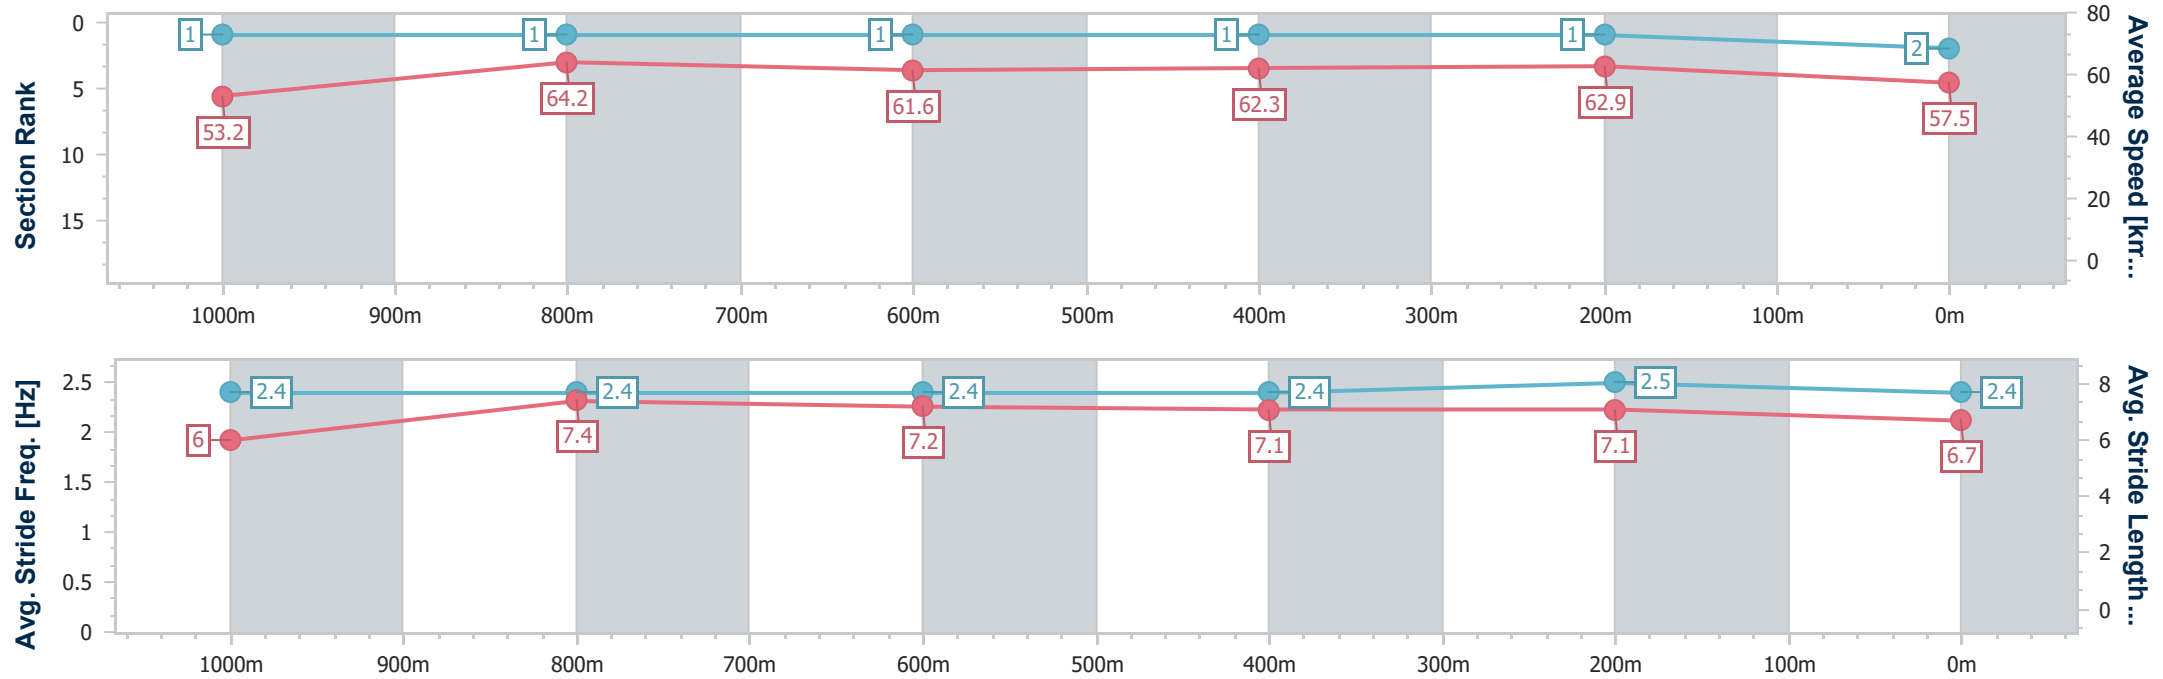 Section Rank
0
5
10
15
1
1
1
1
1
2
53.2
64.2
61.6
62.3
62.9
57.5
80
60
40
20
0
Average Speed [km...
1000m
900m
800m
700m
600m
500m
400m
300m
200m
100m
0m
Avg. Stride Freq. [Hz]
2.5
2
1.5
1
0.5
0
2.4
2.4
2.4
2.4
2.5
2.4
6
7.4
7.2
7.1
7.1
6.7
8
6
4
2
0
Avg. Stride Length...
1000m
900m
800m
700m
600m
500m
400m
300m
200m
100m
0m